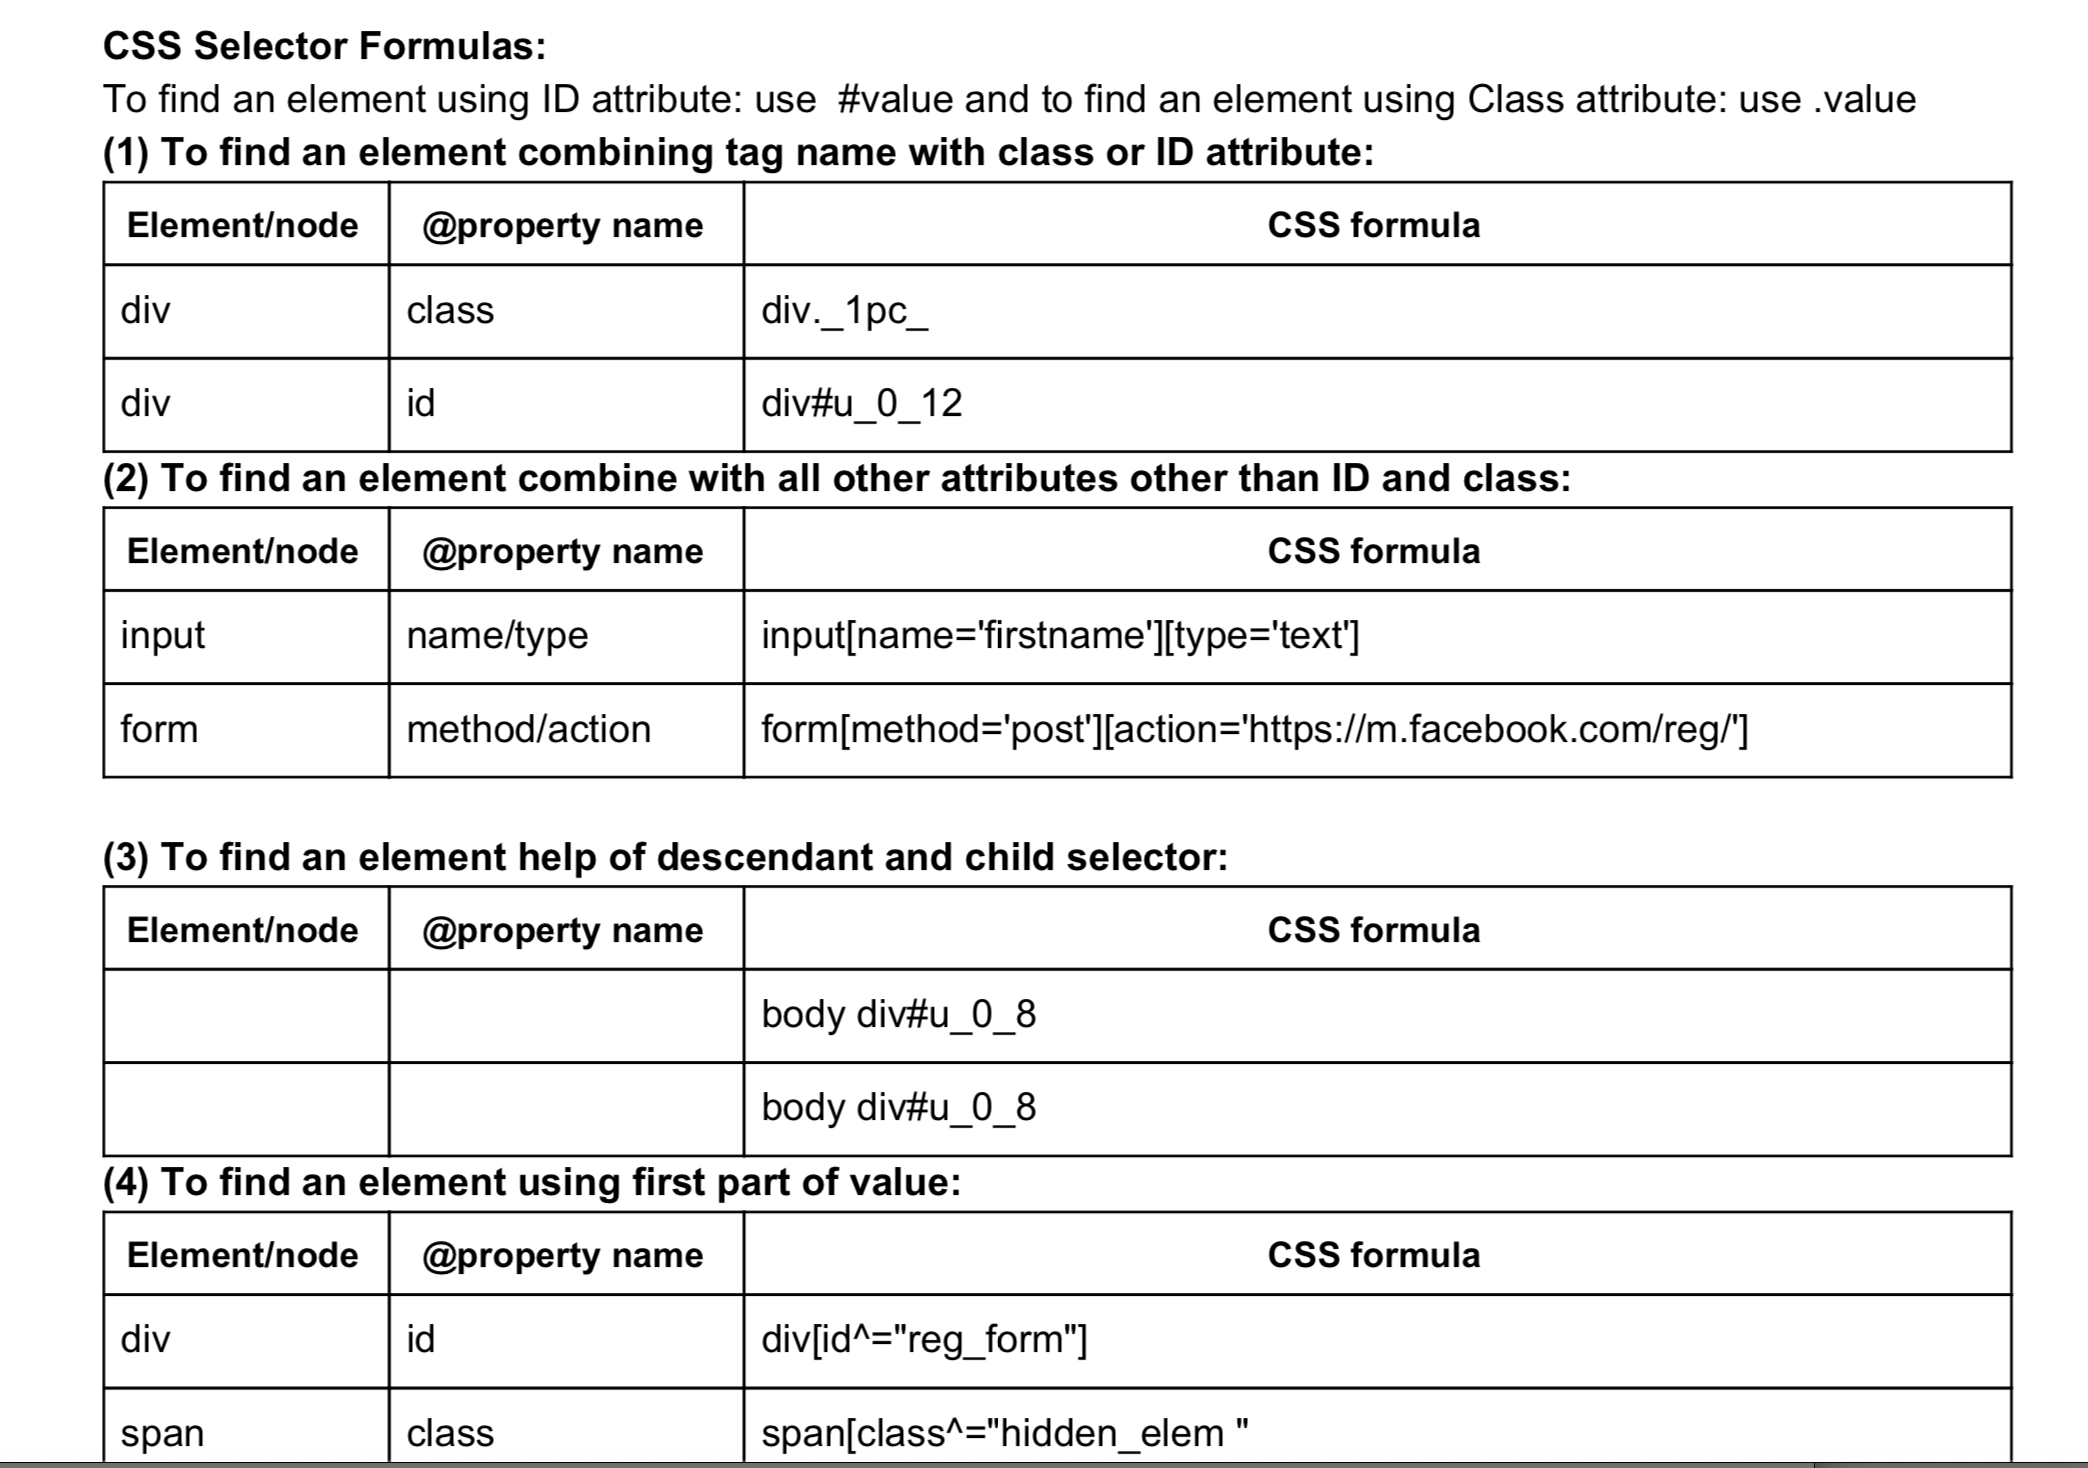 CSS Selector Formulas:
To find an element using ID attribute: use  #value and to find an element using Class attribute: use .value
(1) To find an element combining tag name with class or ID attribute:
Element/node @property name CSS formula
div class div._1pc_
div id div#u_0_12
(2) To find an element combine with all other attributes other than ID and class:
Element/node @property name CSS formula
input name/type input[name='firstname'][type='text']
form method/action form[method='post'][action='https://m.facebook.com/reg/']
(3) To find an element help of descendant and child selector:
Element/node @property name CSS formula
body div#u_0_8
body div#u_0_8
(4) To find an element using first part of value:
Element/node @property name CSS formula
div id div[id^="reg_form"]
span class span[class^="hidden_elem "